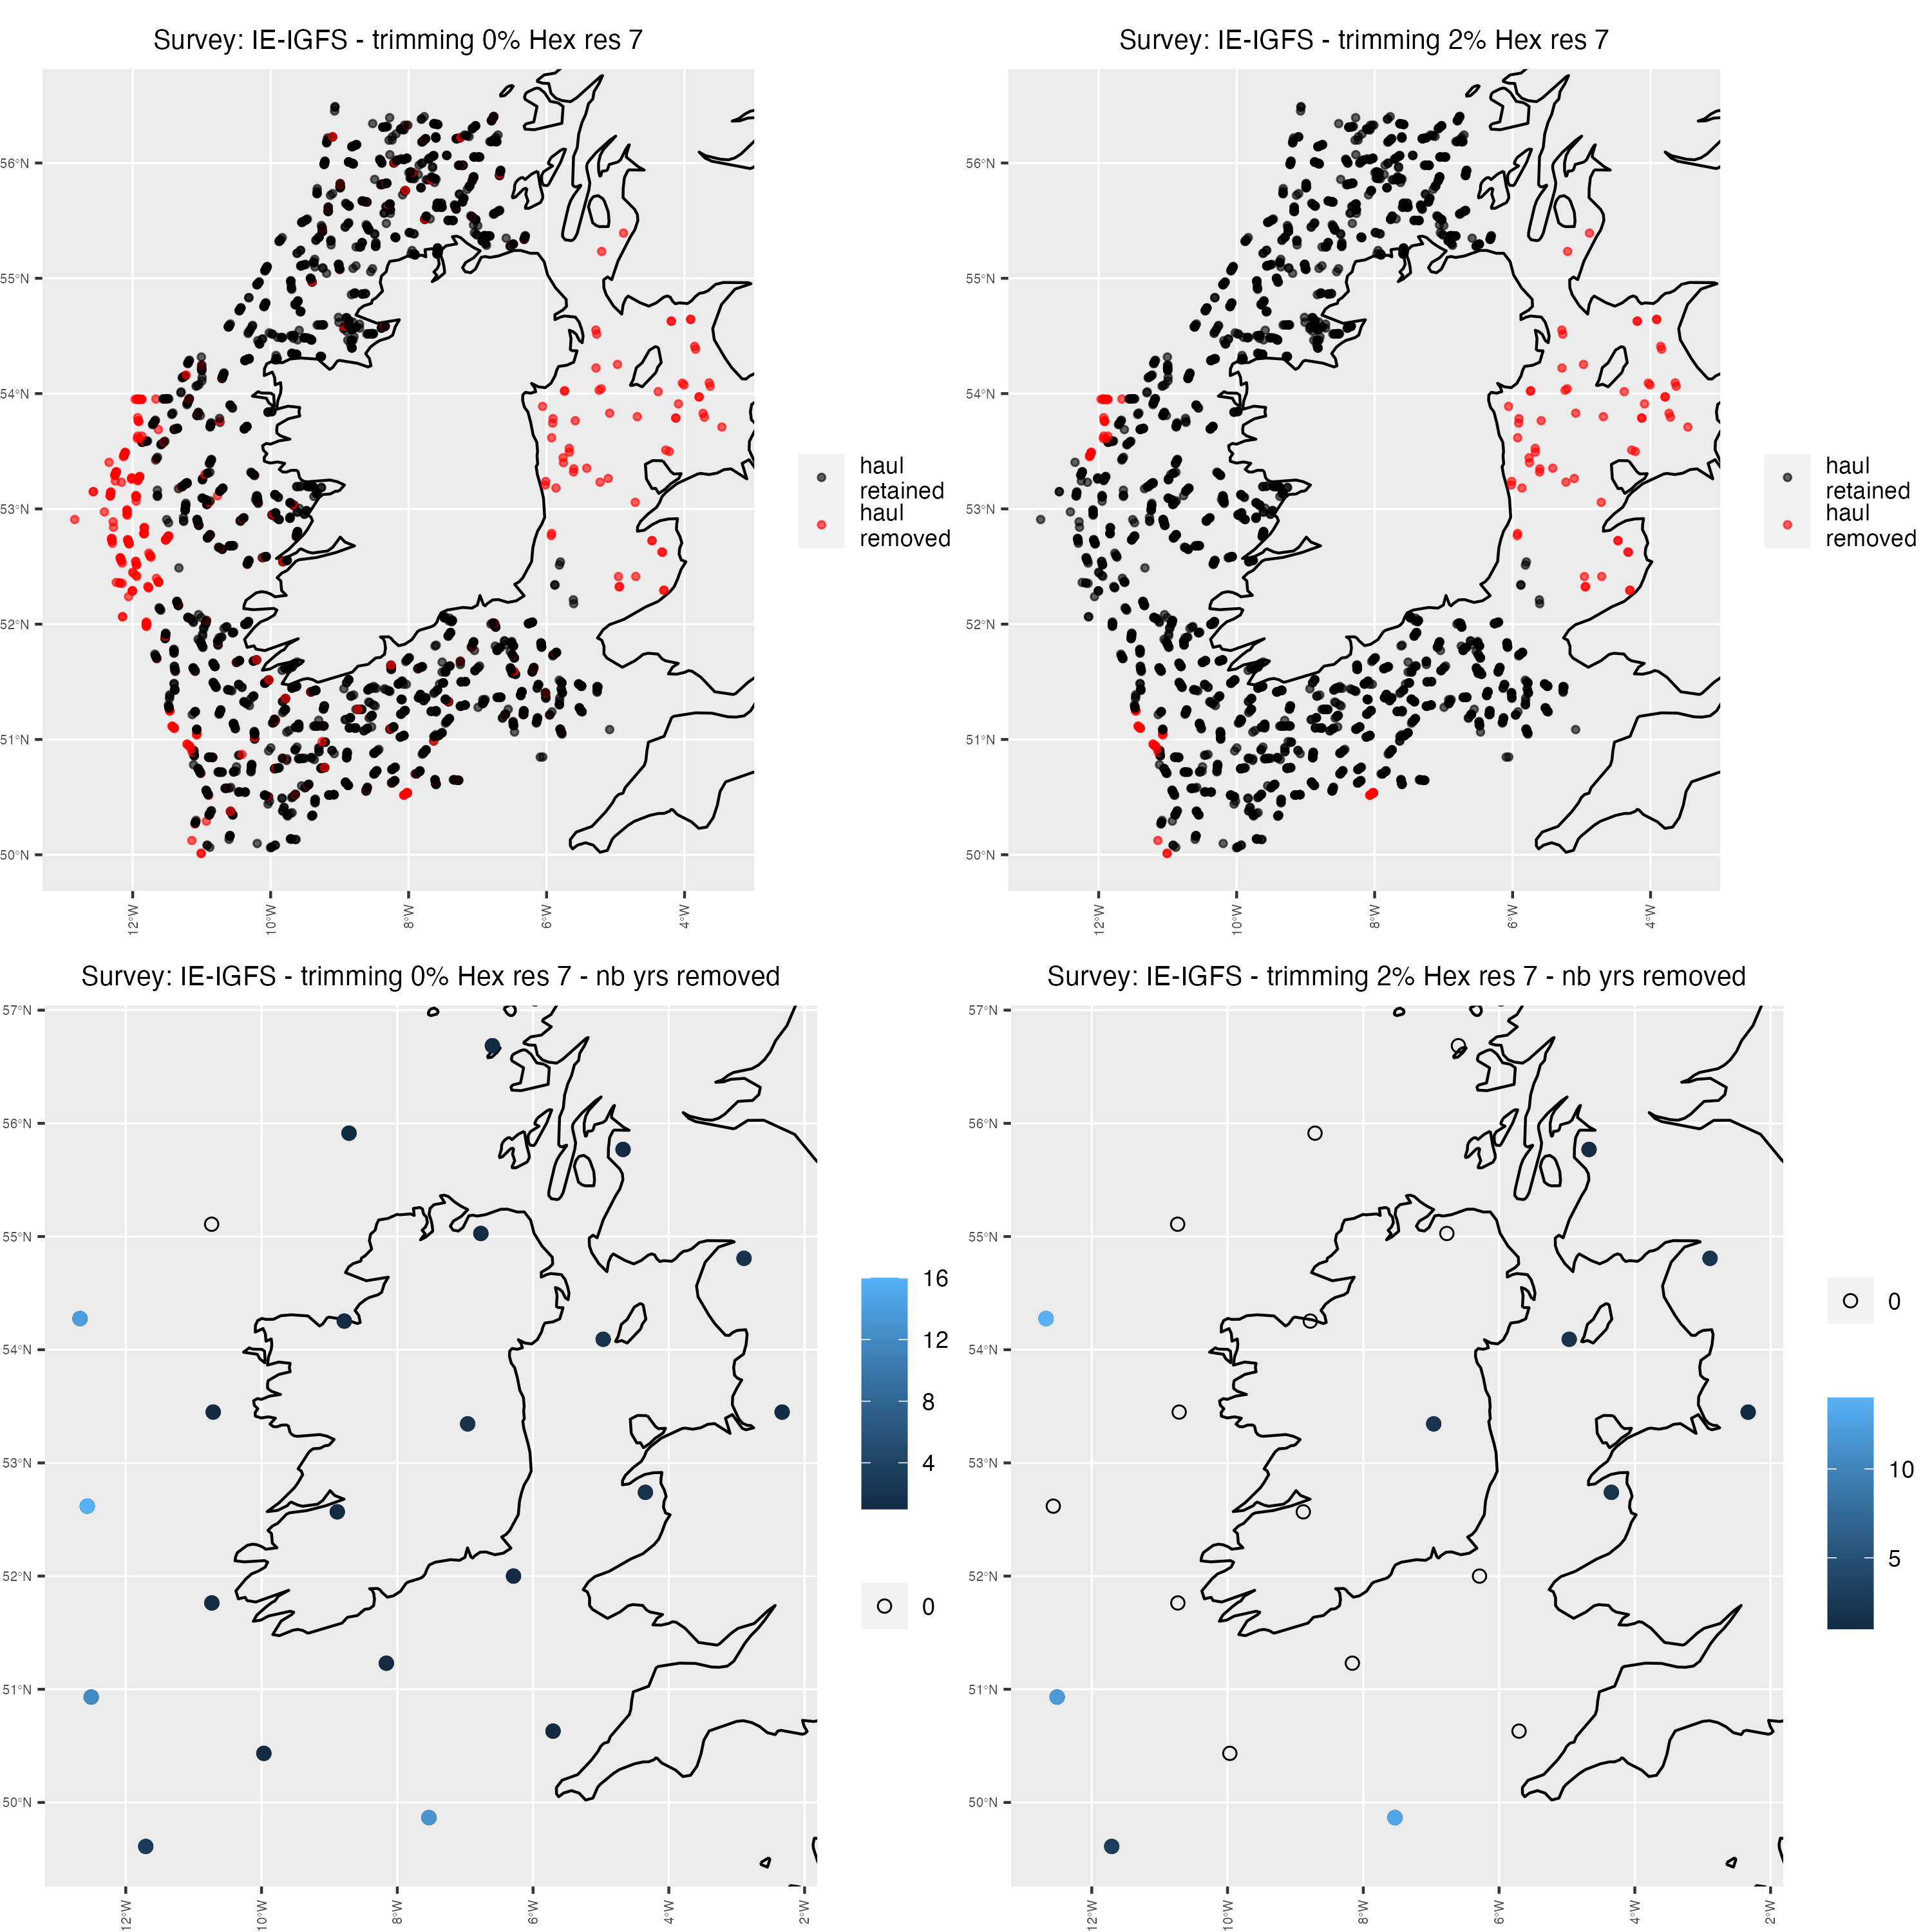 Survey: IE-IGFS - trimming 0% Hex res 7
56°N
55°N
54°N
53°N
52°N
51°N
50°N
12°W
10°W
8°W
6°W
4°W
haul
retained
haul
removed
Survey: IE-IGFS - trimming 2% Hex res 7
56°N
55°N
54°N
53°N
52°N
51°N
50°N
12°W
10°W
8°W
6°W
4°W
haul
retained
haul
removed
Survey: IE-IGFS - trimming 0% Hex res 7 - nb yrs removed
57°N
56°N
55°N
54°N
53°N
52°N
51°N
50°N
12°W
10°W
8°W
6°W
4°W
2°W
16
12
8
4
0
Survey: IE-IGFS - trimming 2% Hex res 7 - nb yrs removed
57°N
56°N
55°N
54°N
53°N
52°N
51°N
50°N
12°W
10°W
8°W
6°W
4°W
2°W
0
10
5